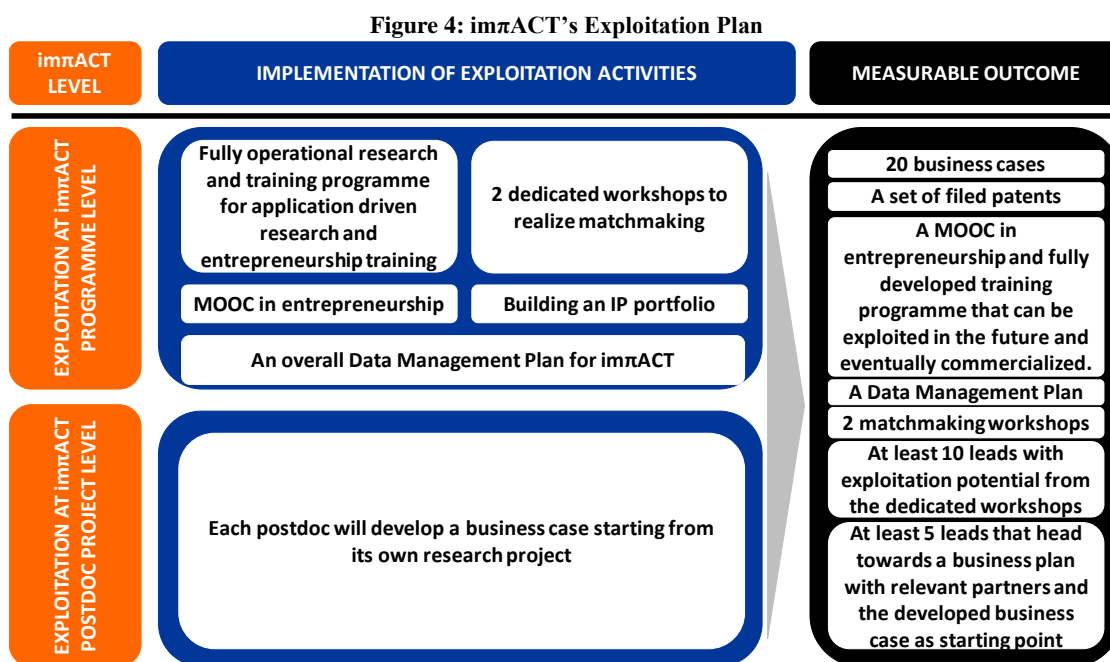 Figure 4: imπACT’s Exploitation Plan
imπACT
LEVEL
IMPLEMENTATION OF EXPLOITATION ACTIVITIES
MEASURABLE OUTCOME
EXPLOITATION AT imπACT
PROGRAMME LEVEL
Fully operational research
and training programme
for application driven
research and
entrepreneurship training
2 dedicated workshops to
realize matchmaking
MOOC in entrepreneurship
Building an IP portfolio
An overall Data Management Plan for imπACT
EXPLOITATION AT imπACT
POSTDOC PROJECT LEVEL
Each postdoc will develop a business case starting from
its own research project
20 business cases
A set of filed patents
A MOOC in
entrepreneurship and fully
developed training
programme that can be
exploited in the future and
eventually commercialized.
A Data Management Plan
2 matchmaking workshops
At least 10 leads with
exploitation potential from
the dedicated workshops
At least 5 leads that head
towards a business plan
with relevant partners and
the developed business
case as starting point